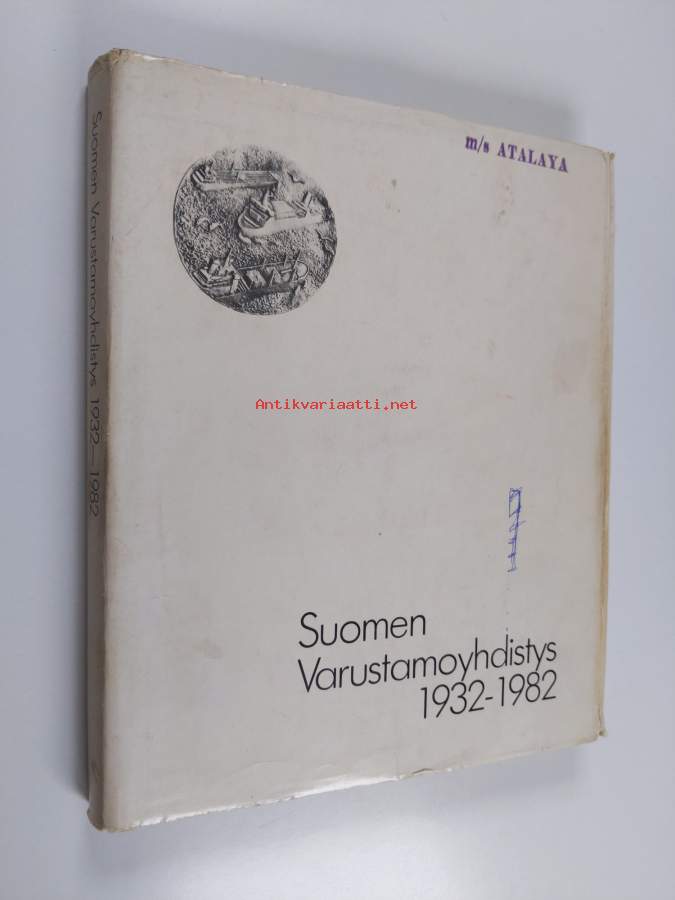 Suomen Varustamoyhdistys 1932–1982
m/s ATALAYA
Antikvariaatti.net
Suomen
Varustamoyhdistys
1932-1982